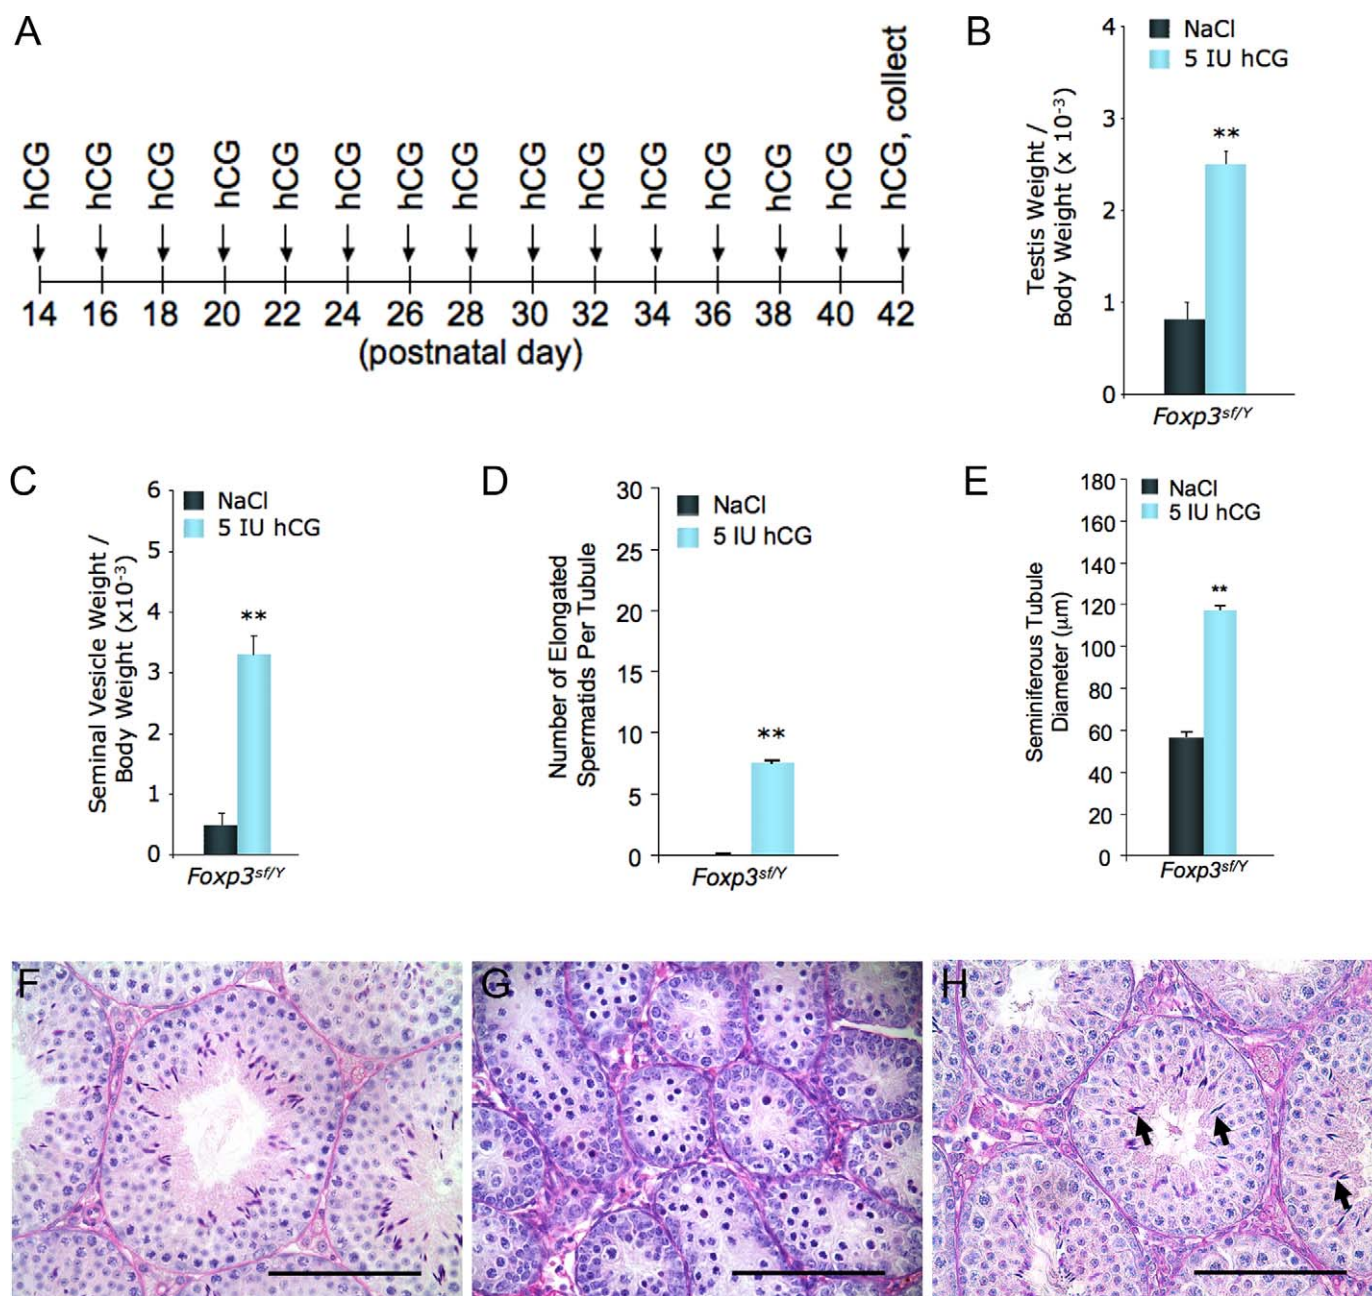 A
hCG hCG hCG hCG hCG hCG hCG hCG hCG hCG hCG hCG hCG hCG hCG, collect
14 16 18 20 22 24 26 28 30 32 34 36 38 40 42
(postnatal day)
B
NaCl
5 IU hCG
Testis Weight /
Body Weight (x 10⁻³)
4
3
2
1
0
**
Foxp3sf/Y
C
NaCl
5 IU hCG
Seminal Vesicle Weight /
Body Weight (x10⁻³)
6
5
4
3
2
1
0
**
Foxp3sf/Y
D
NaCl
5 IU hCG
Number of Elongated
Spermatids Per Tubule
30
25
20
15
10
5
0
**
Foxp3sf/Y
E
NaCl
5 IU hCG
Seminiferous Tubule
Diameter (µm)
180
160
140
120
100
80
60
40
20
0
**
Foxp3sf/Y
F
G
H